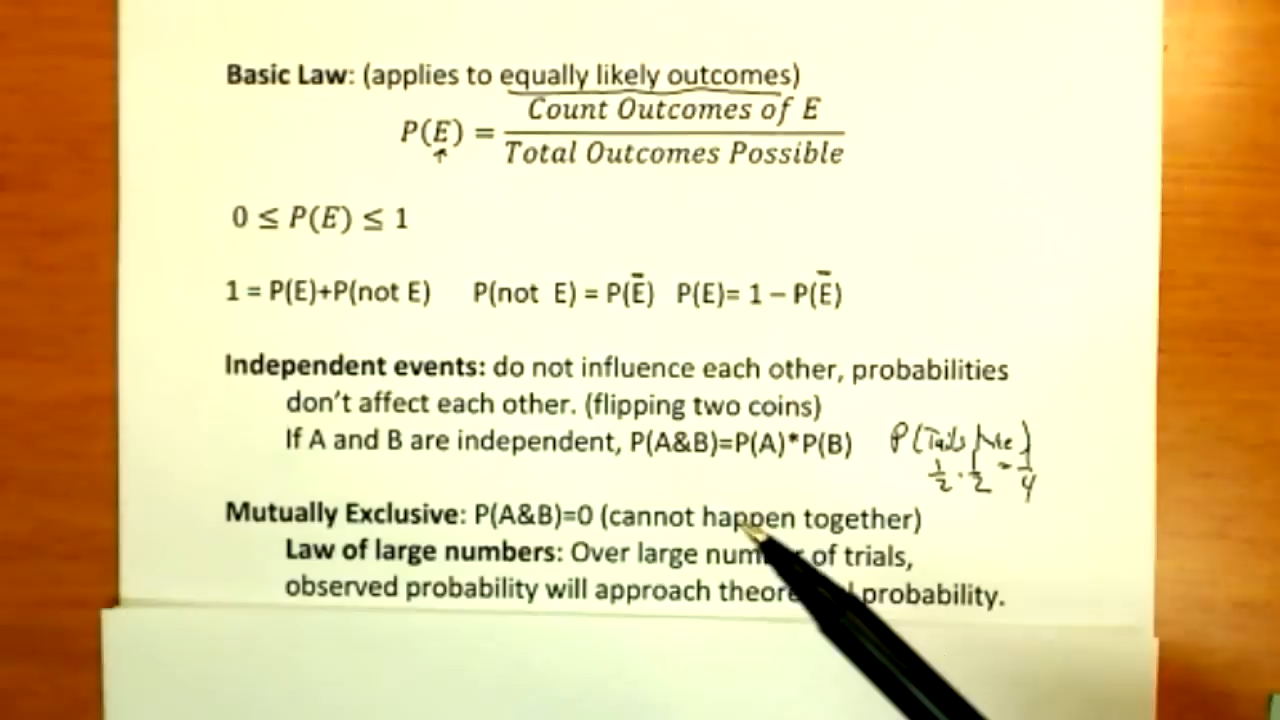 Basic Law: (applies to equally likely outcomes)
P(E) = Count Outcomes of E / Total Outcomes Possible
0 ≤ P(E) ≤ 1
1 = P(E)+P(not E) P(not E) = P(Ē) P(E)= 1 – P(Ē)
Independent events: do not influence each other, probabilities
don't affect each other. (flipping two coins)
If A and B are independent, P(A&B)=P(A)*P(B) P(Tails
1/2 · 1/2 = 1/4
Mutually Exclusive: P(A&B)=0 (cannot happen together)
Law of large numbers: Over large of trials,
observed probability will approach probability.